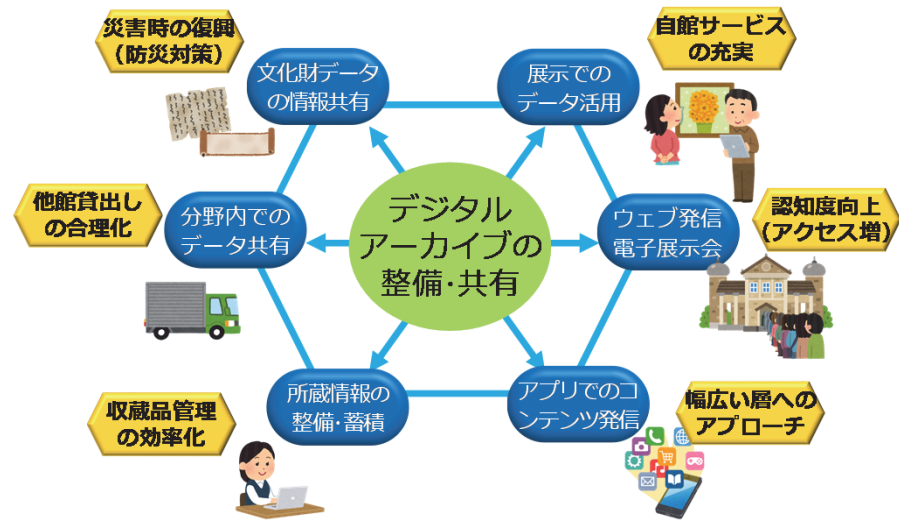 災害時の復興
（防災対策）
文化財データ
の情報共有
展示での
データ活用
自館サービス
の充実
他館貸出し
の合理化
分野内での
データ共有
デジタル
アーカイブの
整備･共有
ウェブ発信
電子展示会
認知度向上
（アクセス増）
収蔵品管理
の効率化
所蔵情報の
整備･蓄積
アプリでのコ
ンテンツ発信
幅広い層への
アプローチ